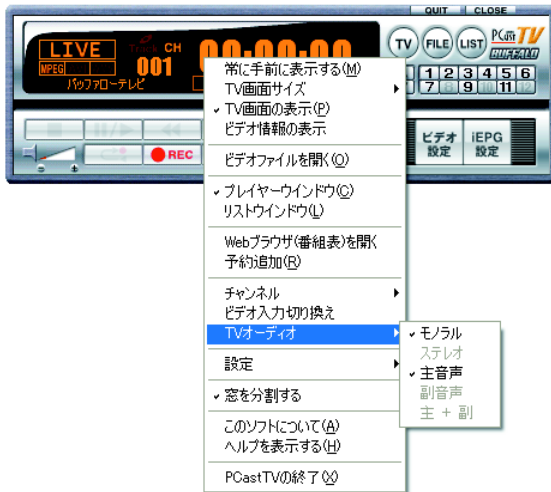 QUIT CLOSE
LIVE Track CH 00:00:00
MPEG 001
バッファローテレビ
TV FILE LIST PCast TV
BUFFALO
1 2 3 4 5 6
7 8 9 10 11 12
REC
ビデオ設定
iEPG設定
常に手前に表示する(M)
TV画面サイズ
TV画面の表示(P)
ビデオ情報の表示
ビデオファイルを開く(O)
プレイヤーウインドウ(C)
リストウインドウ(L)
Webブラウザ(番組表)を開く
予約追加(R)
チャンネル
ビデオ入力切り換え
TVオーディオ
設定
窓を分割する
このソフトについて(A)
ヘルプを表示する(H)
PCastTVの終了(X)
モノラル
ステレオ
主音声
副音声
主 + 副